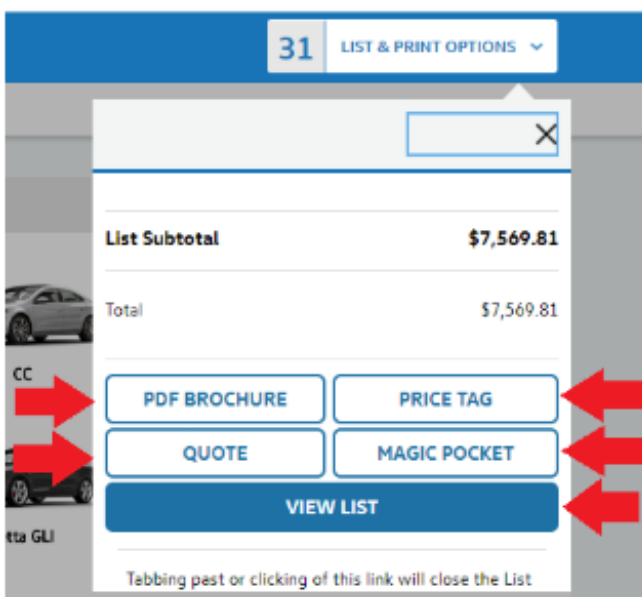 31 LIST & PRINT OPTIONS
List Subtotal $7,569.81
Total $7,569.81
CC
PDF BROCHURE PRICE TAG
QUOTE MAGIC POCKET
VIEW LIST
tta GLI
Tabbing past or clicking of this link will close the List